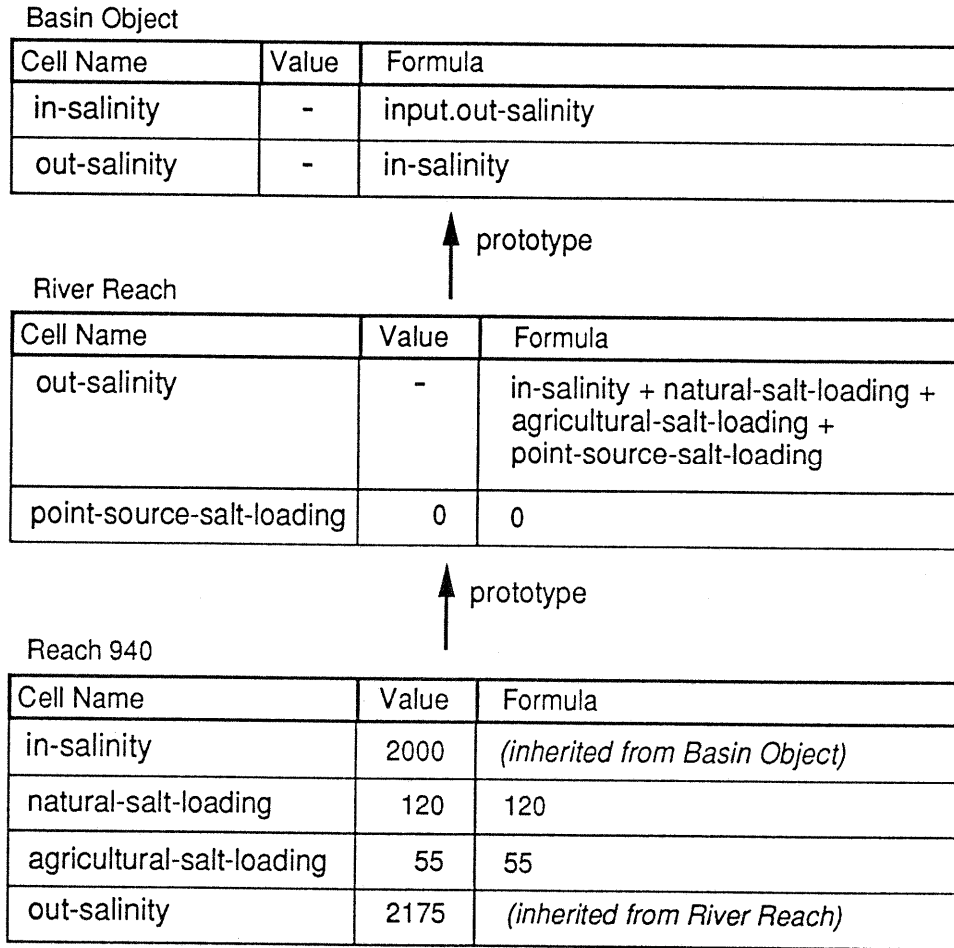 Basin Object
Cell Name Value Formula
in-salinity - input.out-salinity
out-salinity - in-salinity
prototype
River Reach
Cell Name Value Formula
out-salinity - in-salinity + natural-salt-loading +
agricultural-salt-loading +
point-source-salt-loading
point-source-salt-loading 0 0
prototype
Reach 940
Cell Name Value Formula
in-salinity 2000 (inherited from Basin Object)
natural-salt-loading 120 120
agricultural-salt-loading 55 55
out-salinity 2175 (inherited from River Reach)